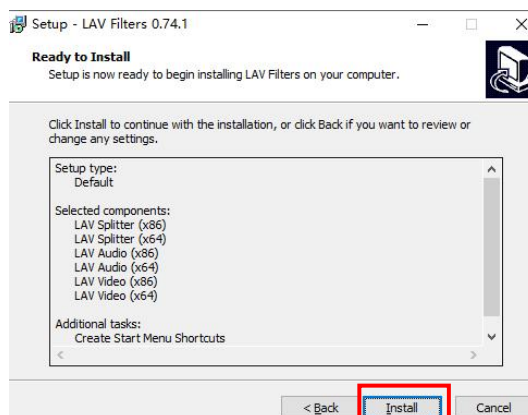 Setup - LAV Filters 0.74.1
Ready to Install
Setup is now ready to begin installing LAV Filters on your computer.
Click Install to continue with the installation, or click Back if you want to review or
change any settings.
Setup type:
Default
Selected components:
LAV Splitter (x86)
LAV Splitter (x64)
LAV Audio (x86)
LAV Audio (x64)
LAV Video (x86)
LAV Video (x64)
Additional tasks:
Create Start Menu Shortcuts
< Back
Install
Cancel